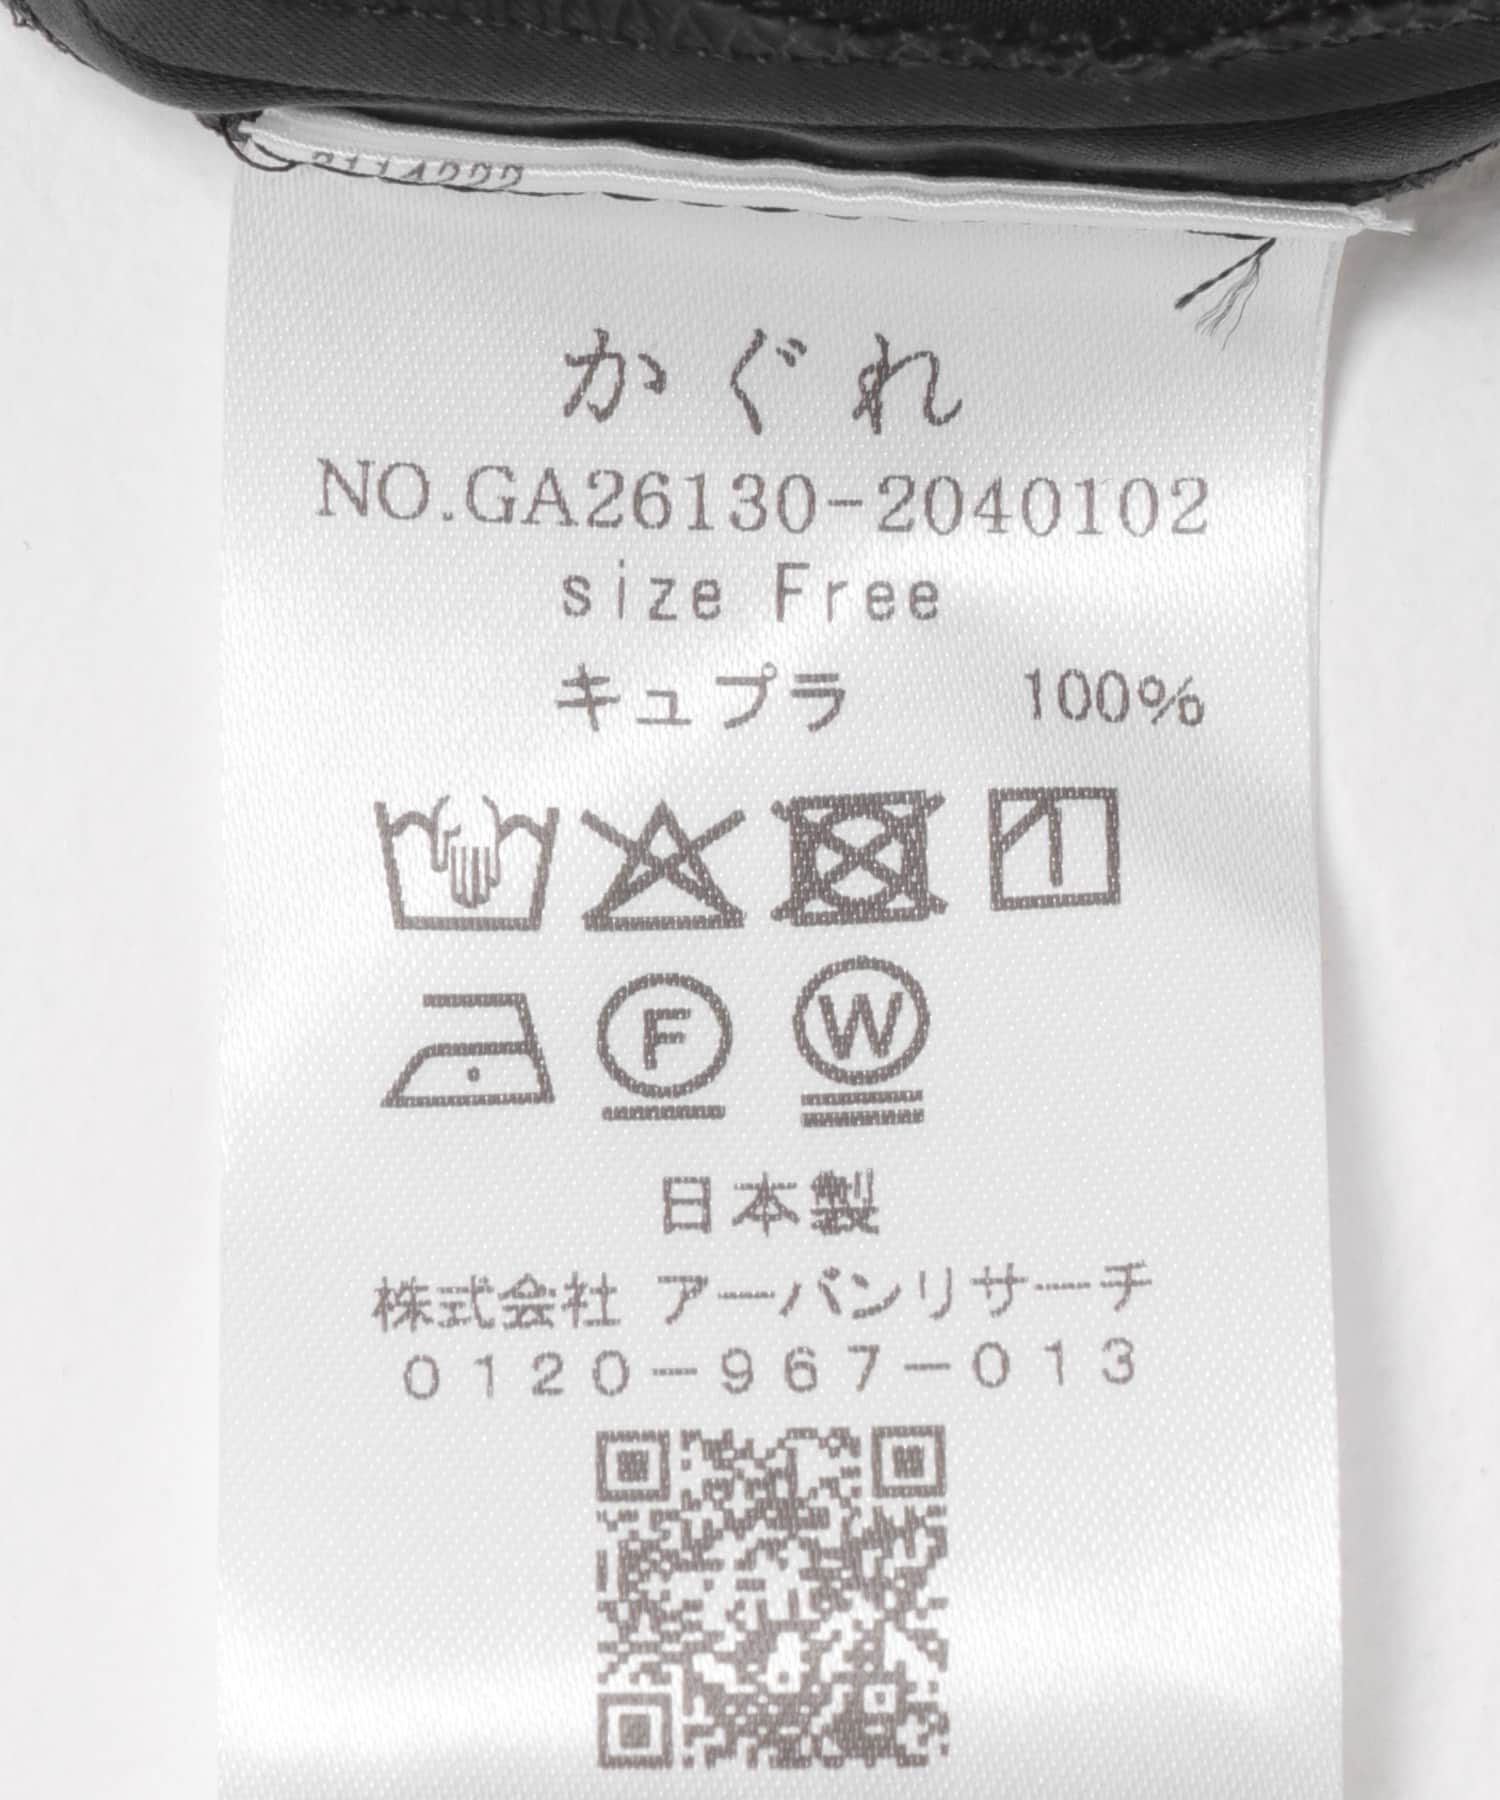 かぐれ
NO.GA26130-2040102
size Free
キュプラ 100%
F W
日本製
株式会社 アーバンリサーチ
0120-967-013